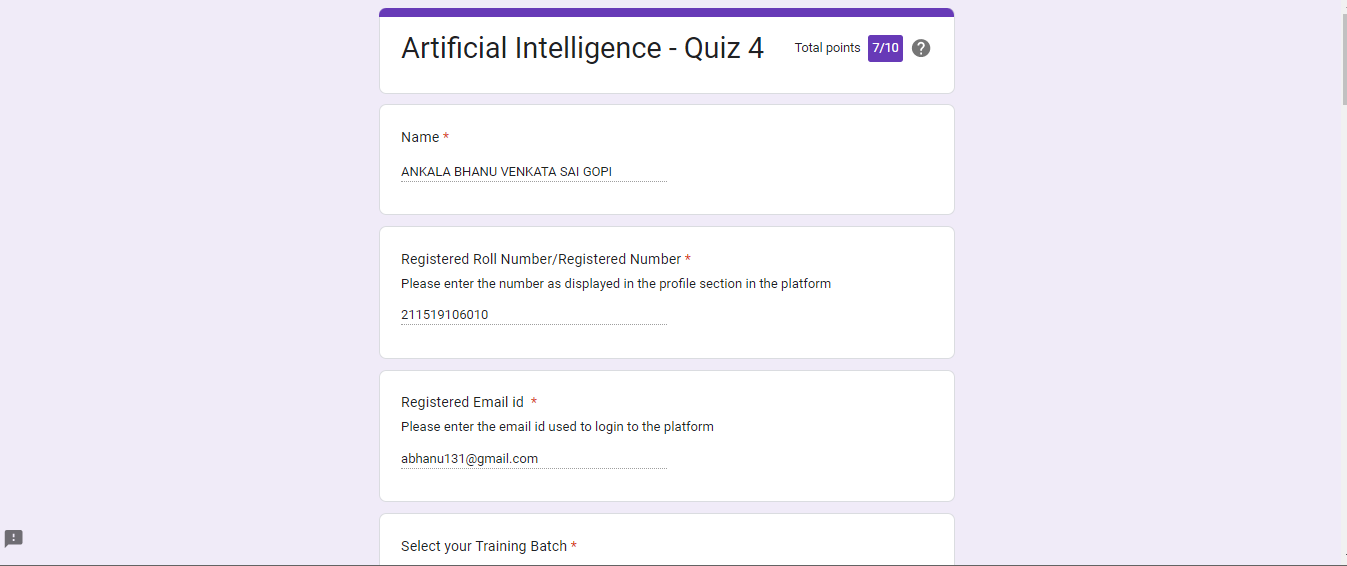 Artificial Intelligence - Quiz 4
Total points 7/10 ?
Name *
ANKALA BHANU VENKATA SAI GOPI
Registered Roll Number/Registered Number *
Please enter the number as displayed in the profile section in the platform
211519106010
Registered Email id *
Please enter the email id used to login to the platform
abhanu131@gmail.com
Select your Training Batch *